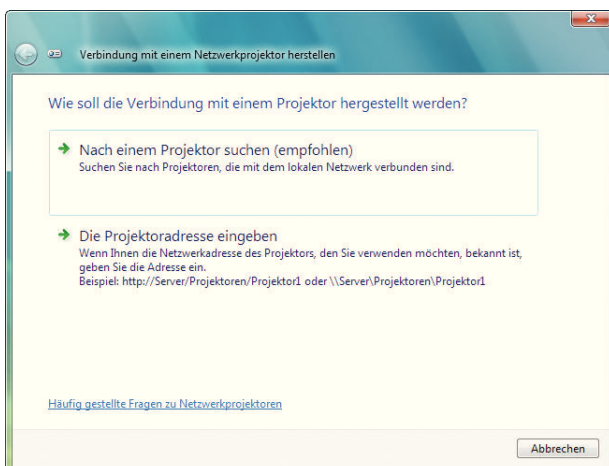 Verbindung mit einem Netzwerkprojektor herstellen
Wie soll die Verbindung mit einem Projektor hergestellt werden?
Nach einem Projektor suchen (empfohlen)
Suchen Sie nach Projektoren, die mit dem lokalen Netzwerk verbunden sind.
Die Projektoradresse eingeben
Wenn Ihnen die Netzwerkadresse des Projektors, den Sie verwenden möchten, bekannt ist,
geben Sie die Adresse ein.
Beispiel: http://Server/Projektoren/Projektor1 oder \\Server\Projektoren\Projektor1
Häufig gestellte Fragen zu Netzwerkprojektoren
Abbrechen